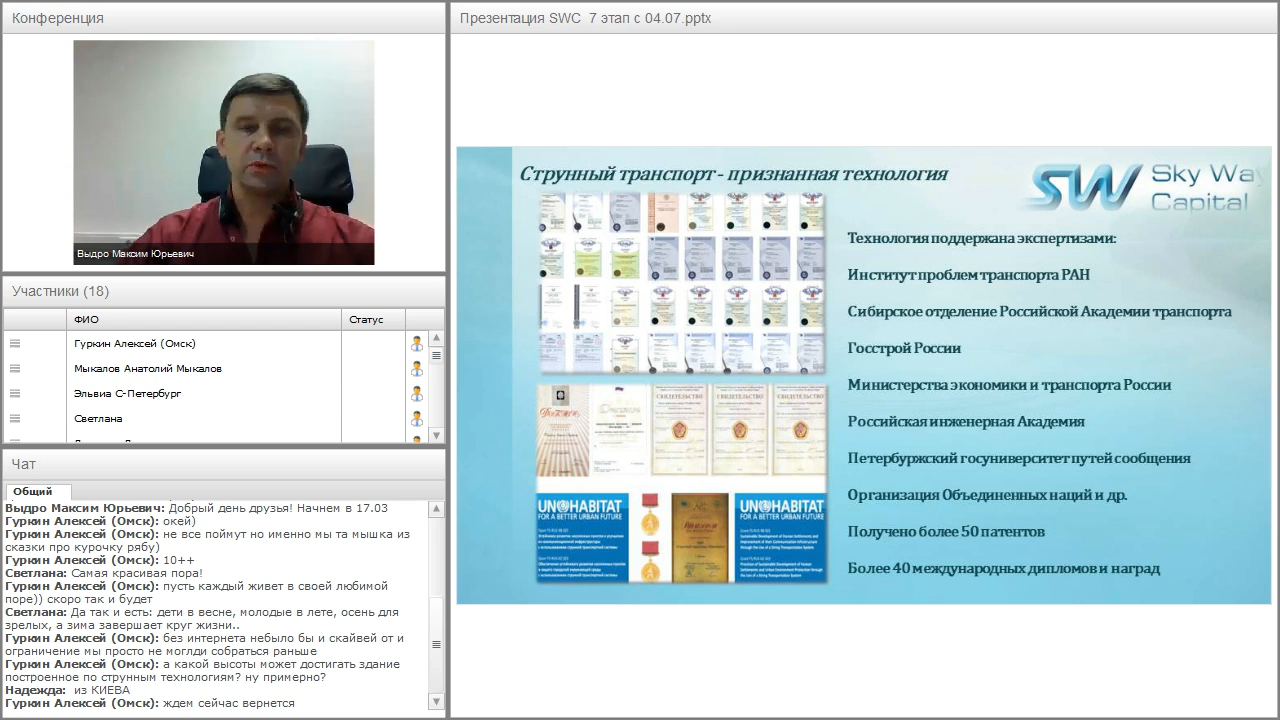 Конференция
Выдро Максим Юрьевич
Участники (18)
ФИО
Статус
Гуркин Алексей (Омск)
Анатолий Мыкалов
Санкт - Петербург
Светлана
Чат
Общий
Выдро Максим Юрьевич: Добрый день друзья! Начнем в 17.03
Гуркин Алексей (Омск): окей)
Гуркин Алексей (Омск): не все поймут) именно вы та мышка из
сказки про курочку рябу)
Гуркин Алексей (Омск): 10 гр.
Светлана: Осень красивая пора!
Гуркин Алексей (Омск): пусть каждый живет в своей любимой
поре)) скоро так и будет
Светлана: да так и есть: дети в весне, молодые в лете, осень для
зрелых, а зима завершает круг жизни..
Гуркин Алексей (Омск): без интернета небыло бы и скайвей от и
ограничение мы просто не моглди собраться раньше
Гуркин Алексей (Омск): а какой высоты может достигать здание
построенное по струнным технологиям? ну примерно?
Надежда: из КИЕВА
Гуркин Алексей (Омск): ждем сейчас вернется
Презентация SWC 7 этап с 04.07.pptx
Струнный транспорт - признанная технология
SW Sky Way
Capital
СВИДЕТЕЛЬСТВО
СВИДЕТЕЛЬСТВО
СВИДЕТЕЛЬСТВО
UN HABITAT
FOR A BETTER URBAN FUTURE
UN HABITAT
FOR A BETTER URBAN FUTURE
Технология поддержана экспертизами:
Институт проблем транспорта РАН
Сибирское отделение Российской Академии транспорта
Госстрой России
Министерства экономики и транспорта России
Российская инженерная Академия
Петербуржский госуниверситет путей сообщения
Организация Объединенных наций и др.
Получено более 50 патентов
Более 40 международных дипломов и наград